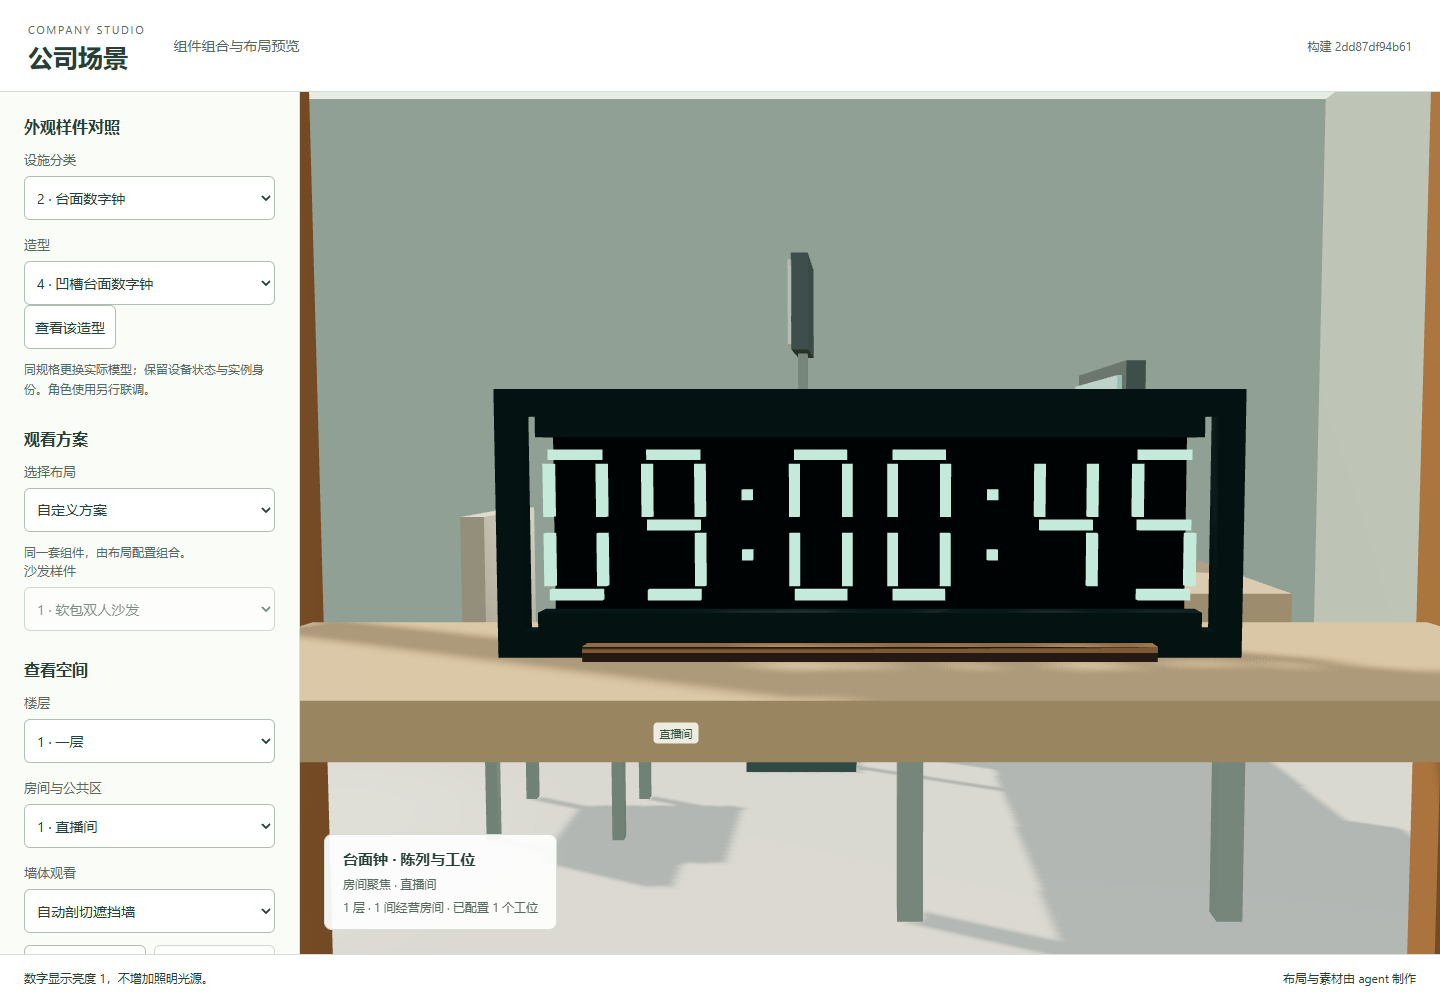 COMPANY STUDIO
公司场景
组件组合与布局预览
构建 2dd87df94b61
外观样件对照
设施分类
2 · 台面数字钟
造型
4 · 凹槽台面数字钟
查看该造型
同规格更换实际模型；保留设备状态与实例身
份。角色使用另行联调。
观看方案
选择布局
自定义方案
同一套组件，由布局配置组合。
沙发样件
1 · 软包双人沙发
查看空间
楼层
1 · 一层
房间与公共区
1 · 直播间
墙体观看
自动剖切遮挡墙
09:00:45
直播间
台面钟 · 陈列与工位
房间聚焦 · 直播间
1 层 · 1 间经营房间 · 已配置 1 个工位
数字显示亮度 1，不增加照明光源。
布局与素材由 agent 制作